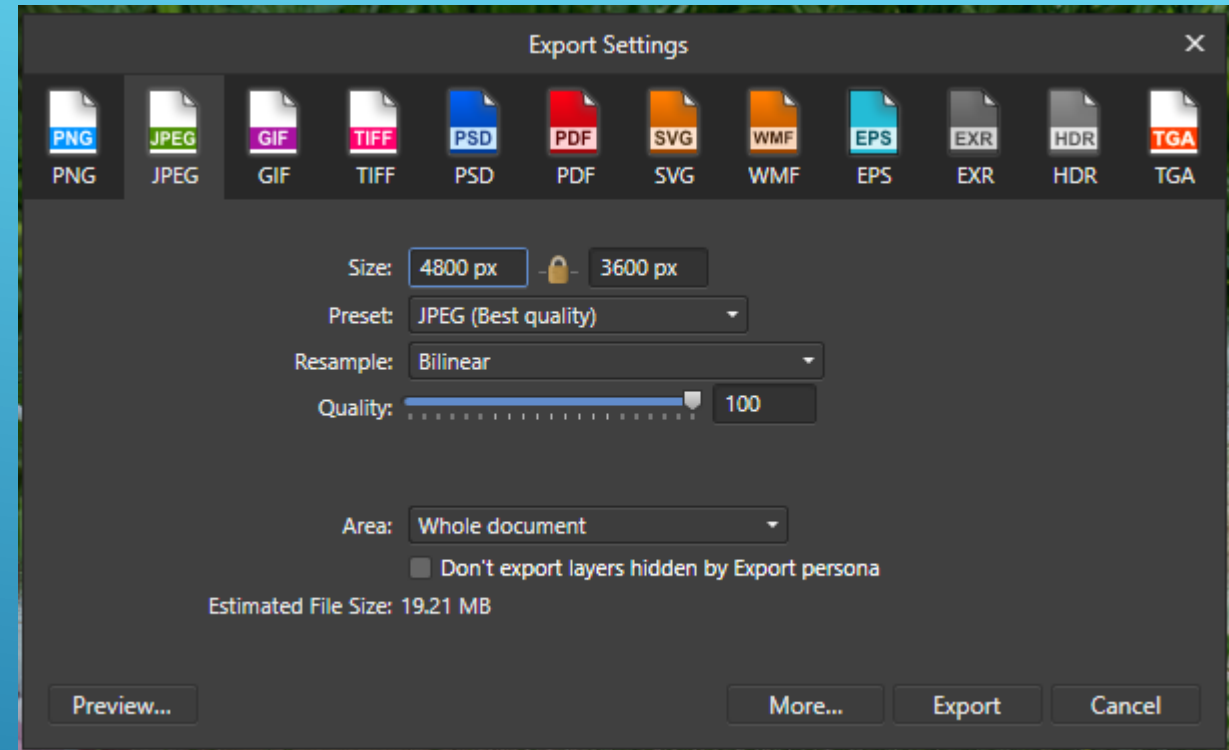 Export Settings
PNG JPEG GIF TIFF PSD PDF SVG WMF EPS EXR HDR TGA
PNG JPEG GIF TIFF PSD PDF SVG WMF EPS EXR HDR TGA
Size: 4800 px 3600 px
Preset: JPEG (Best quality)
Resample: Bilinear
Quality: 100
Area: Whole document
Don't export layers hidden by Export persona
Estimated File Size: 19.21 MB
Preview... More... Export Cancel